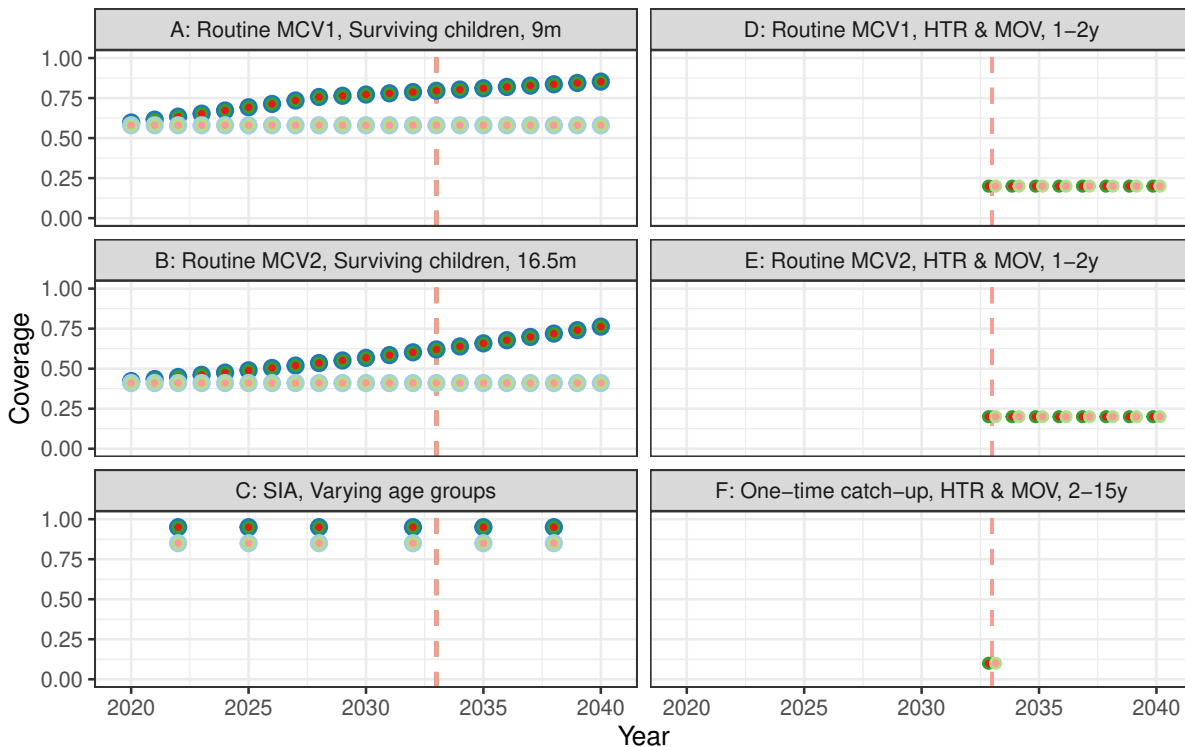 A: Routine MCV1, Surviving children, 9m
D: Routine MCV1, HTR & MOV, 1−2y
1.00
0.75
0.50
0.25
0.00
B: Routine MCV2, Surviving children, 16.5m
E: Routine MCV2, HTR & MOV, 1−2y
1.00
0.75
0.50
0.25
0.00
Coverage
C: SIA, Varying age groups
F: One−time catch−up, HTR & MOV, 2−15y
1.00
0.75
0.50
0.25
0.00
2020 2025 2030 2035 2040
2020 2025 2030 2035 2040
Year